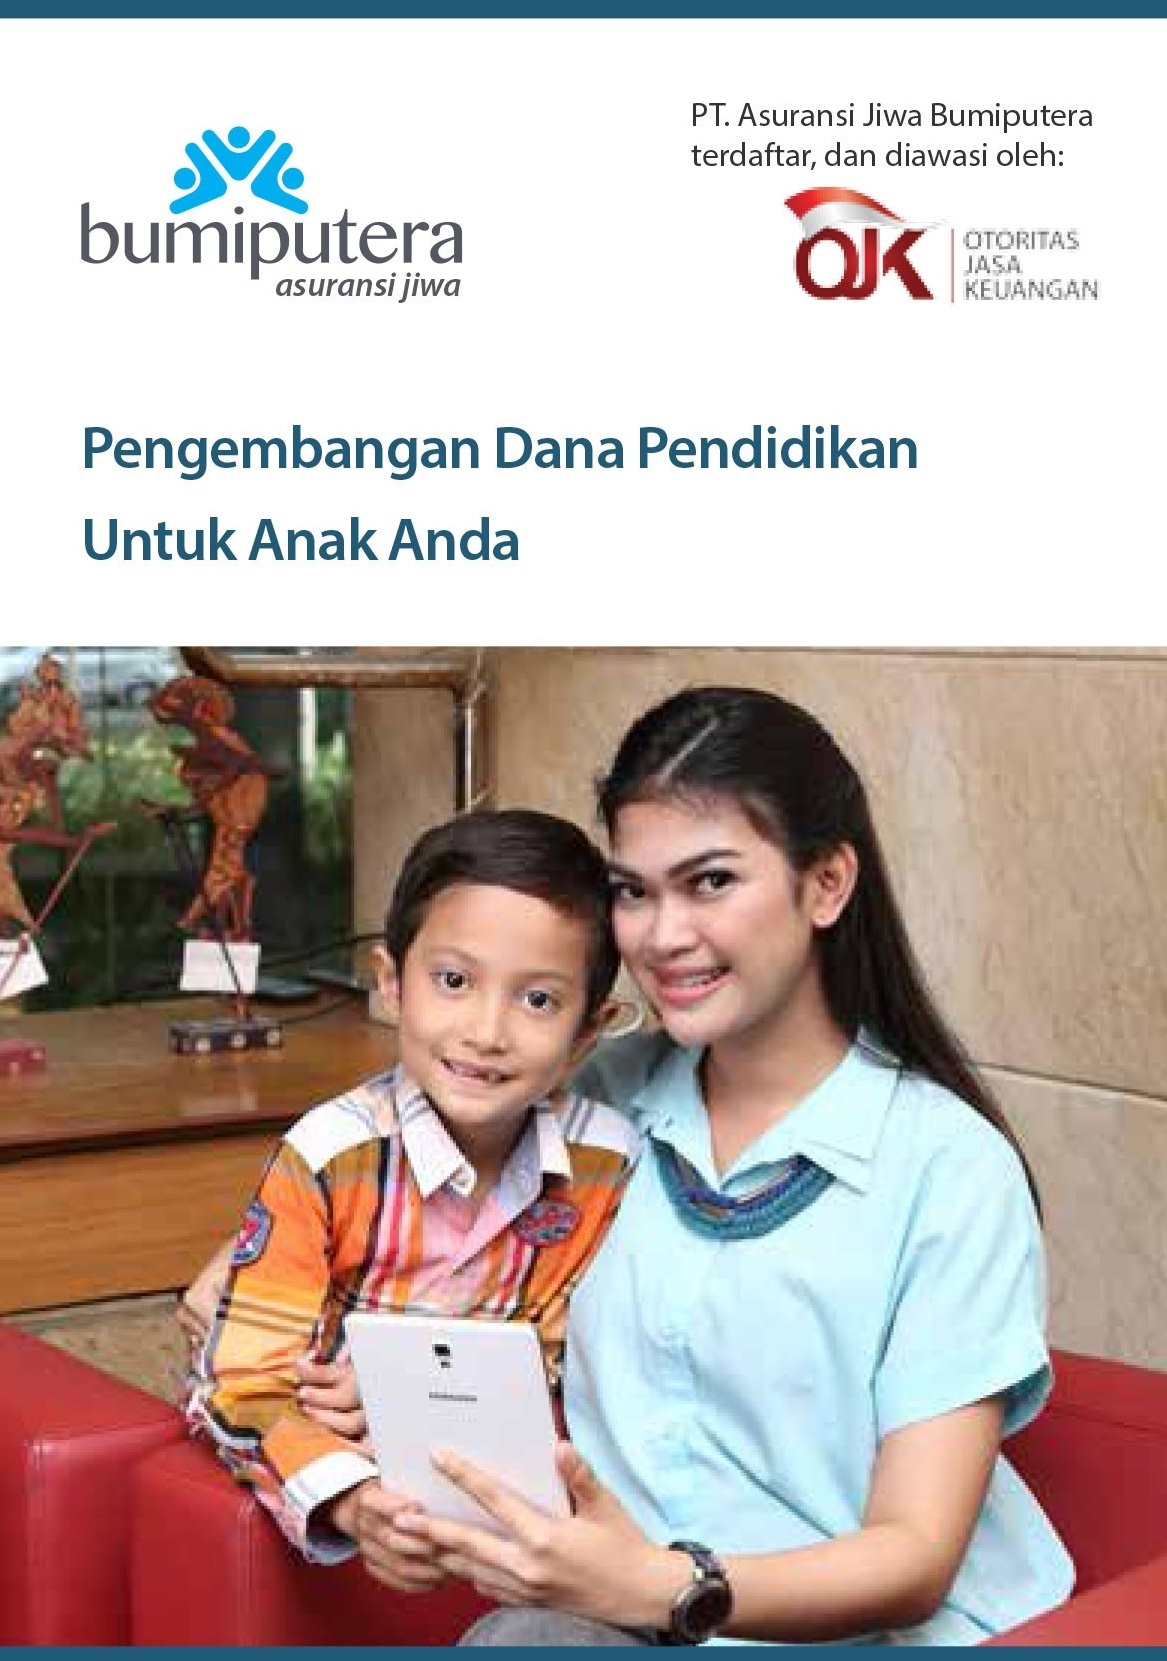 bumiputera
asuransi jiwa
PT. Asuransi Jiwa Bumiputera
terdaftar, dan diawasi oleh:
OJK
OTORITAS
JASA
KEUANGAN
Pengembangan Dana Pendidikan
Untuk Anak Anda